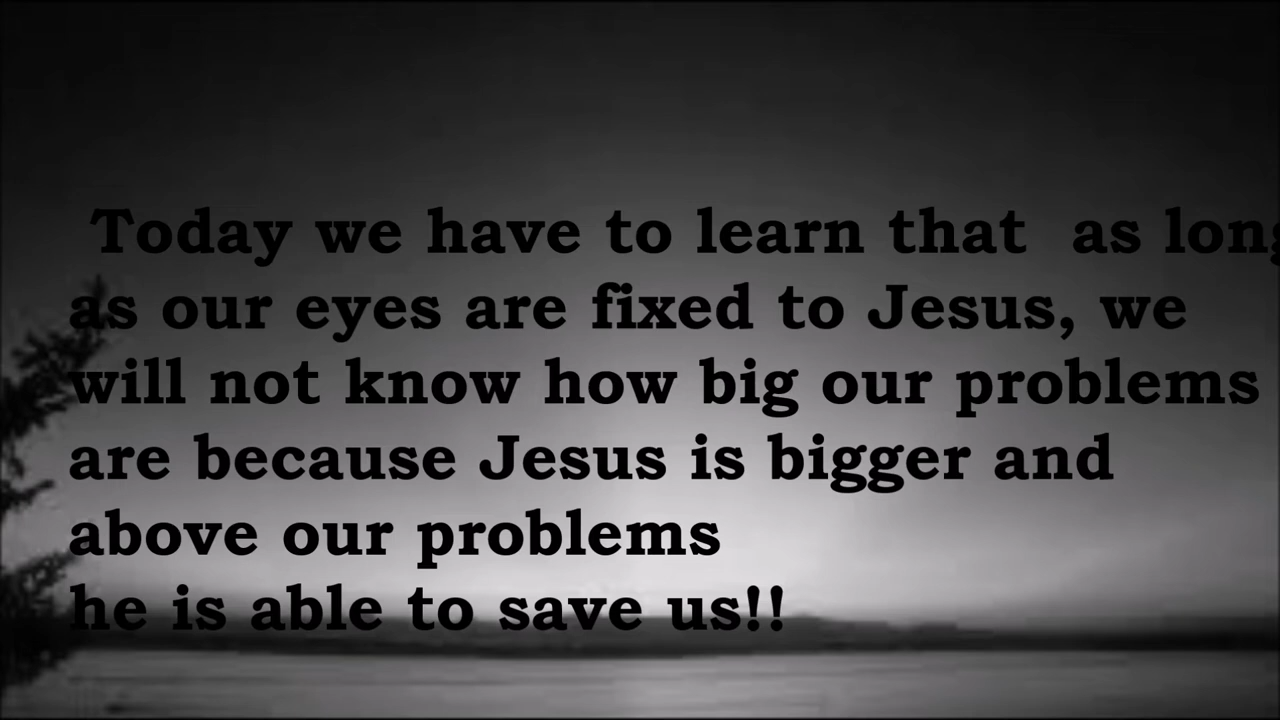 Today we have to learn that as long
as our eyes are fixed to Jesus, we
will not know how big our problems
are because Jesus is bigger and
above our problems
he is able to save us!!